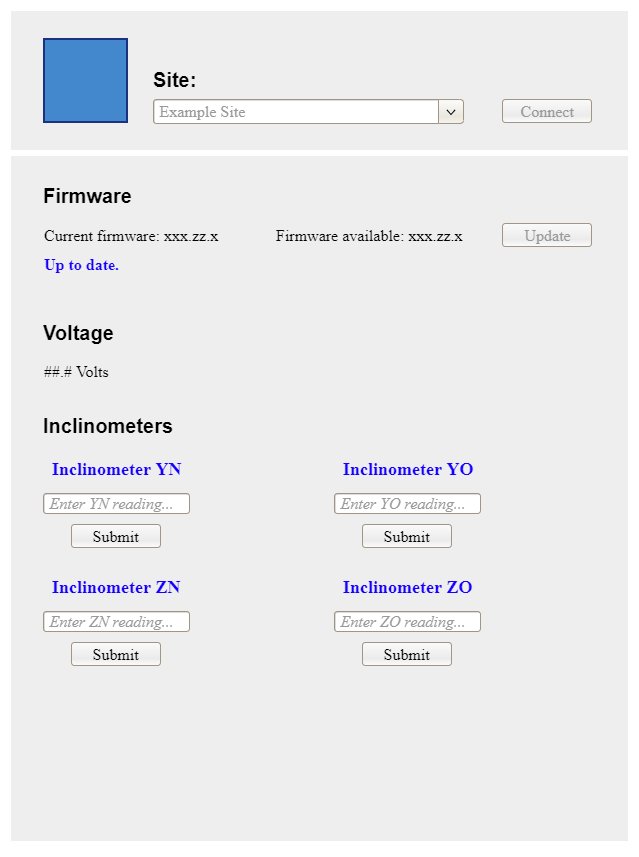 Site:
Example Site
Connect
Firmware
Current firmware: xxx.zz.x
Firmware available: xxx.zz.x
Update
Up to date.
Voltage
##.# Volts
Inclinometers
Inclinometer YN
Inclinometer YO
Enter YN reading...
Enter YO reading...
Submit
Submit
Inclinometer ZN
Inclinometer ZO
Enter ZN reading...
Enter ZO reading...
Submit
Submit